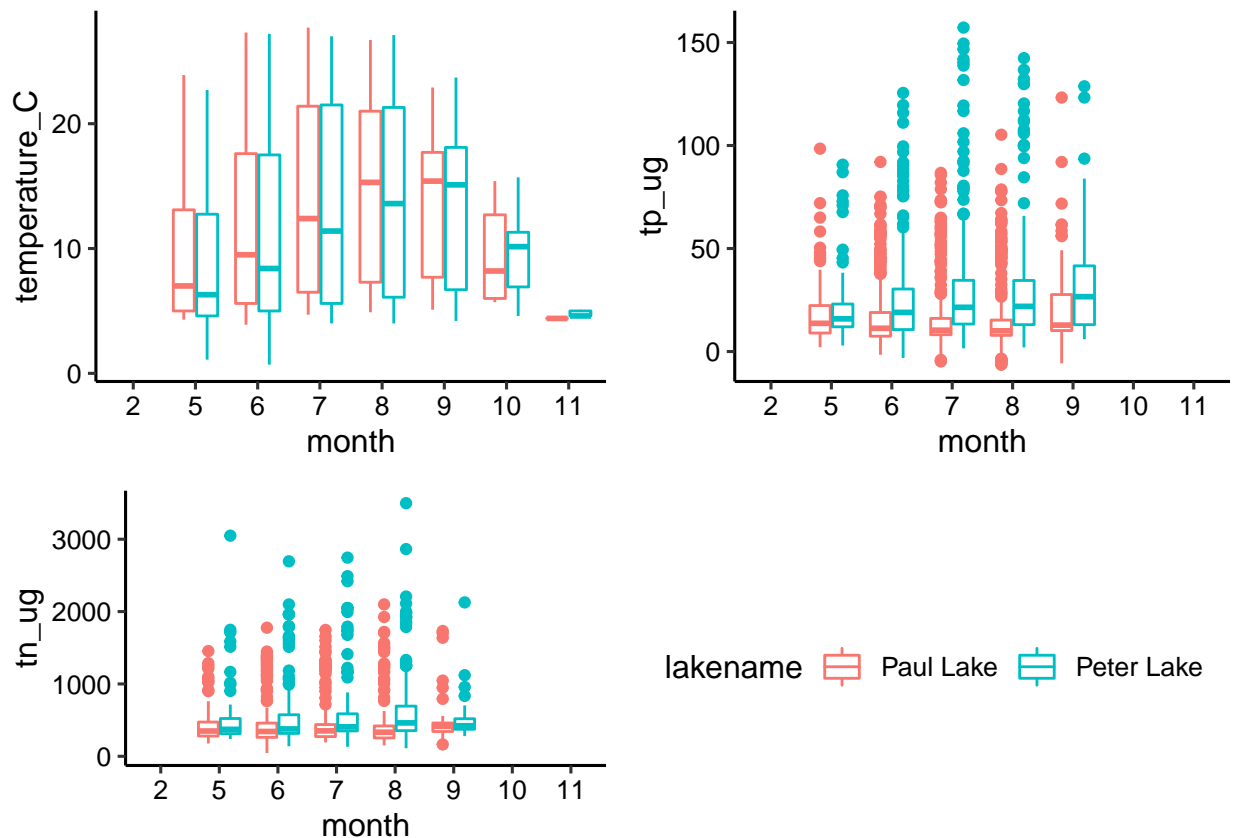 temperature_C
20
10
0
2 5 6 7 8 9 10 11
month
tp_ug
150
100
50
0
2 5 6 7 8 9 10 11
month
tn_ug
3000
2000
1000
0
2 5 6 7 8 9 10 11
month
lakename Paul Lake Peter Lake